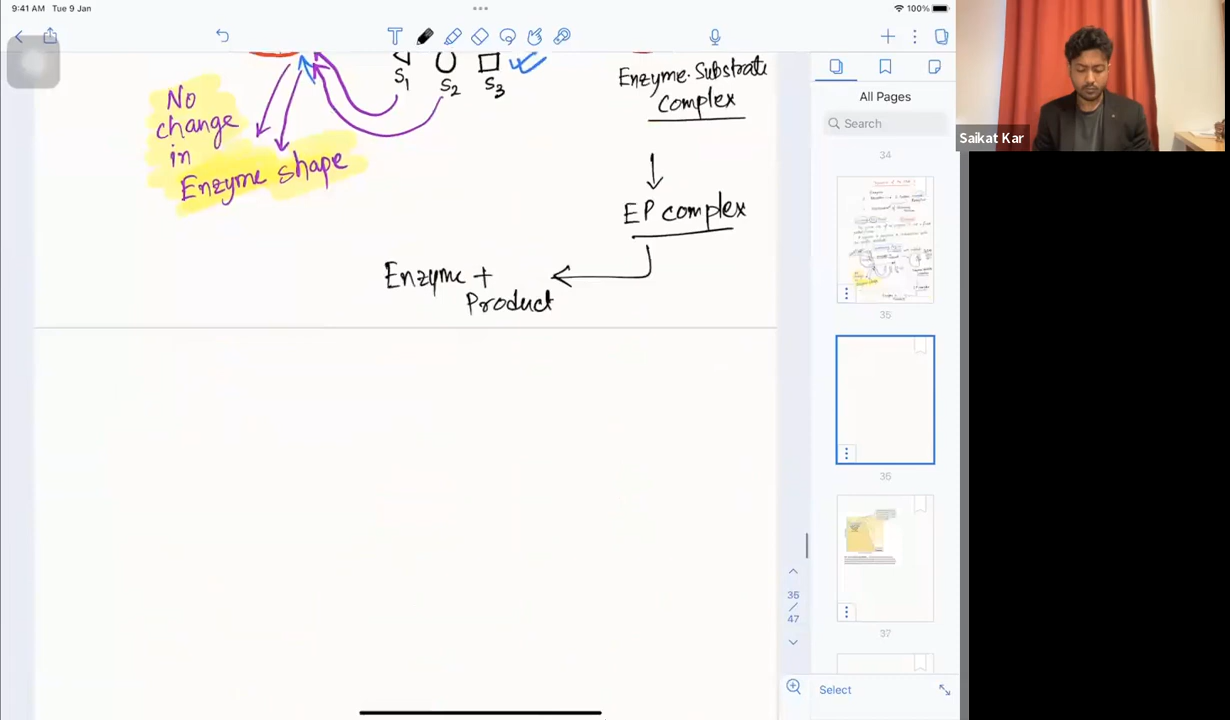 9:41 AM Tue 9 Jan
100%
S1 S2 S3
No
change
in
Enzyme shape
Enzyme-Substrate
Complex
EP complex
Enzyme +
Product
All Pages
Search
34
35
36
37
36
/
47
Select
Saikat Kar